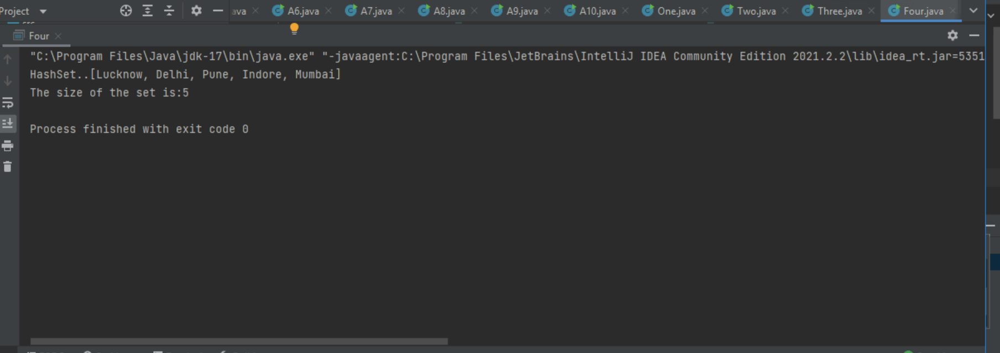 Project
ava A6.java A7.java A8.java A9.java A10.java One.java Two.java Three.java Four.java
Four
"C:\Program Files\Java\jdk-17\bin\java.exe" "-javaagent:C:\Program Files\JetBrains\IntelliJ IDEA Community Edition 2021.2.2\lib\idea_rt.jar=5351
HashSet..[Lucknow, Delhi, Pune, Indore, Mumbai]
The size of the set is:5
Process finished with exit code 0